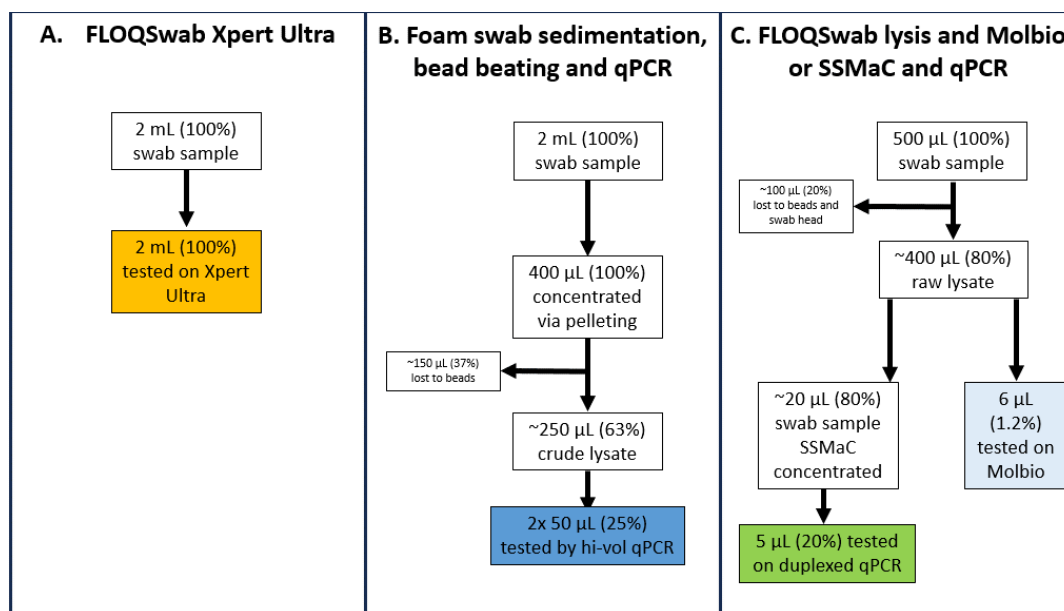 A. FLOQSwab Xpert Ultra
2 mL (100%)
swab sample
2 mL (100%)
tested on Xpert
Ultra
B. Foam swab sedimentation,
bead beating and qPCR
2 mL (100%)
swab sample
400 µL (100%)
concentrated
via pelleting
~150 µL (37%)
lost to beads
~250 µL (63%)
crude lysate
2x 50 µL (25%)
tested by hi-vol qPCR
C. FLOQSwab lysis and Molbio
or SSMaC and qPCR
500 µL (100%)
swab sample
~100 µL (20%)
lost to beads and
swab head
~400 µL (80%)
raw lysate
~20 µL (80%)
swab sample
SSMaC
concentrated
6 µL
(1.2%)
tested on
Molbio
5 µL (20%) tested
on duplexed qPCR